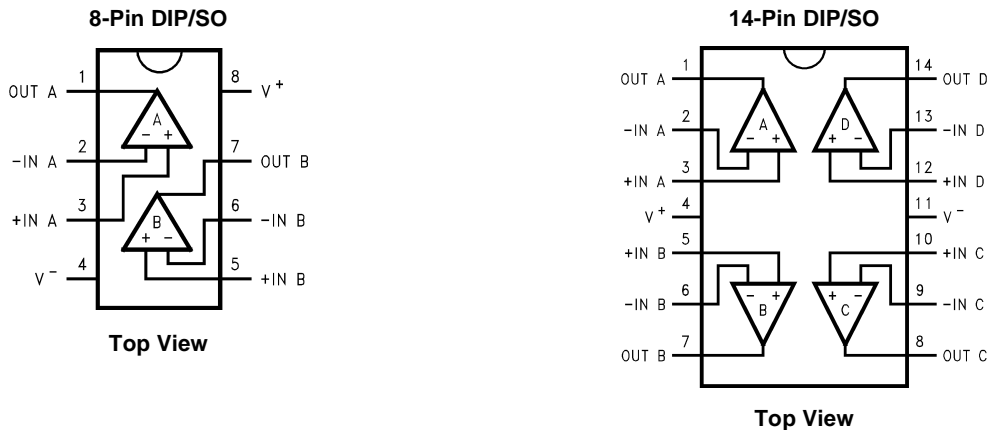 8-Pin DIP/SO
1
OUT A
8
V+
A
- +
2
-IN A
7
OUT B
3
+IN A
6
-IN B
B
+ -
4
V-
5
+IN B
Top View
14-Pin DIP/SO
1
OUT A
14
OUT D
2
-IN A
13
-IN D
A
- +
D
+ -
3
+IN A
12
+IN D
4
V+
11
V-
5
+IN B
10
+IN C
6
-IN B
9
-IN C
- +
B
+ -
C
7
OUT B
8
OUT C
Top View